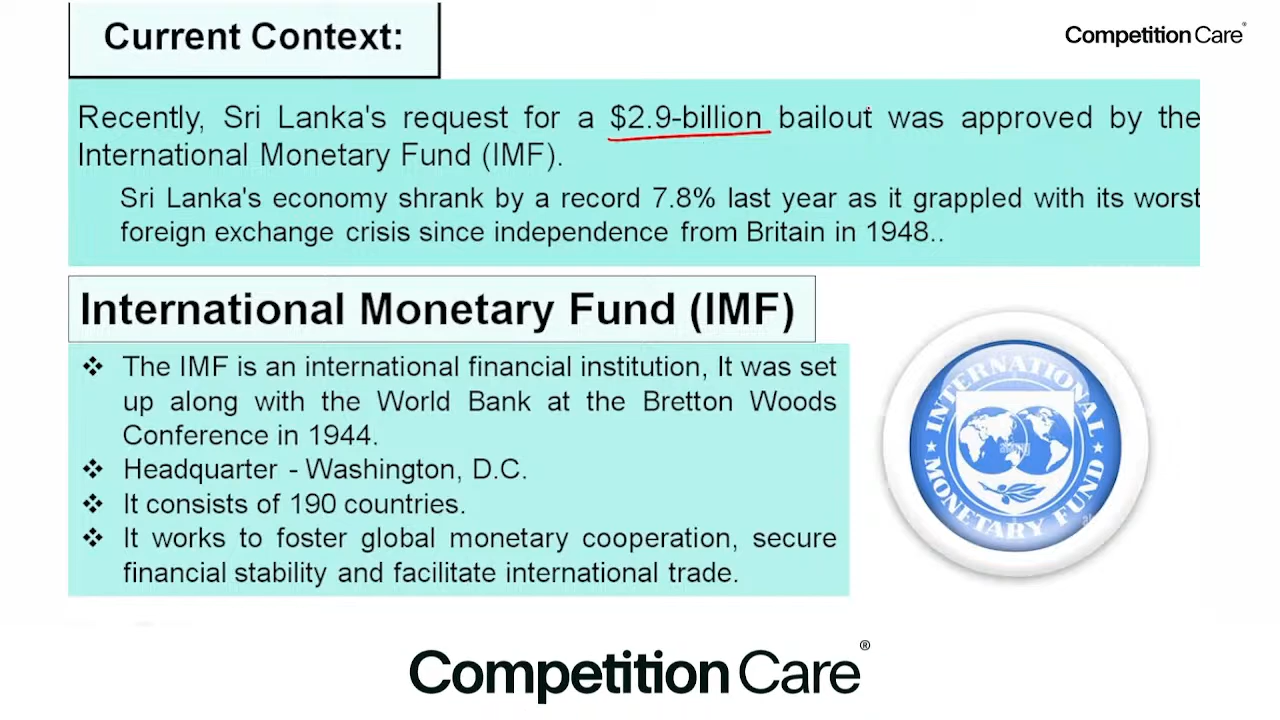 Current Context:
Competition Care®
Recently, Sri Lanka's request for a $2.9-billion bailout was approved by the
International Monetary Fund (IMF).
Sri Lanka's economy shrank by a record 7.8% last year as it grappled with its worst
foreign exchange crisis since independence from Britain in 1948..
International Monetary Fund (IMF)
❖ The IMF is an international financial institution, It was set
up along with the World Bank at the Bretton Woods
Conference in 1944.
❖ Headquarter - Washington, D.C.
❖ It consists of 190 countries.
❖ It works to foster global monetary cooperation, secure
financial stability and facilitate international trade.
INTERNATIONAL
MONETARY FUND
Competition Care®